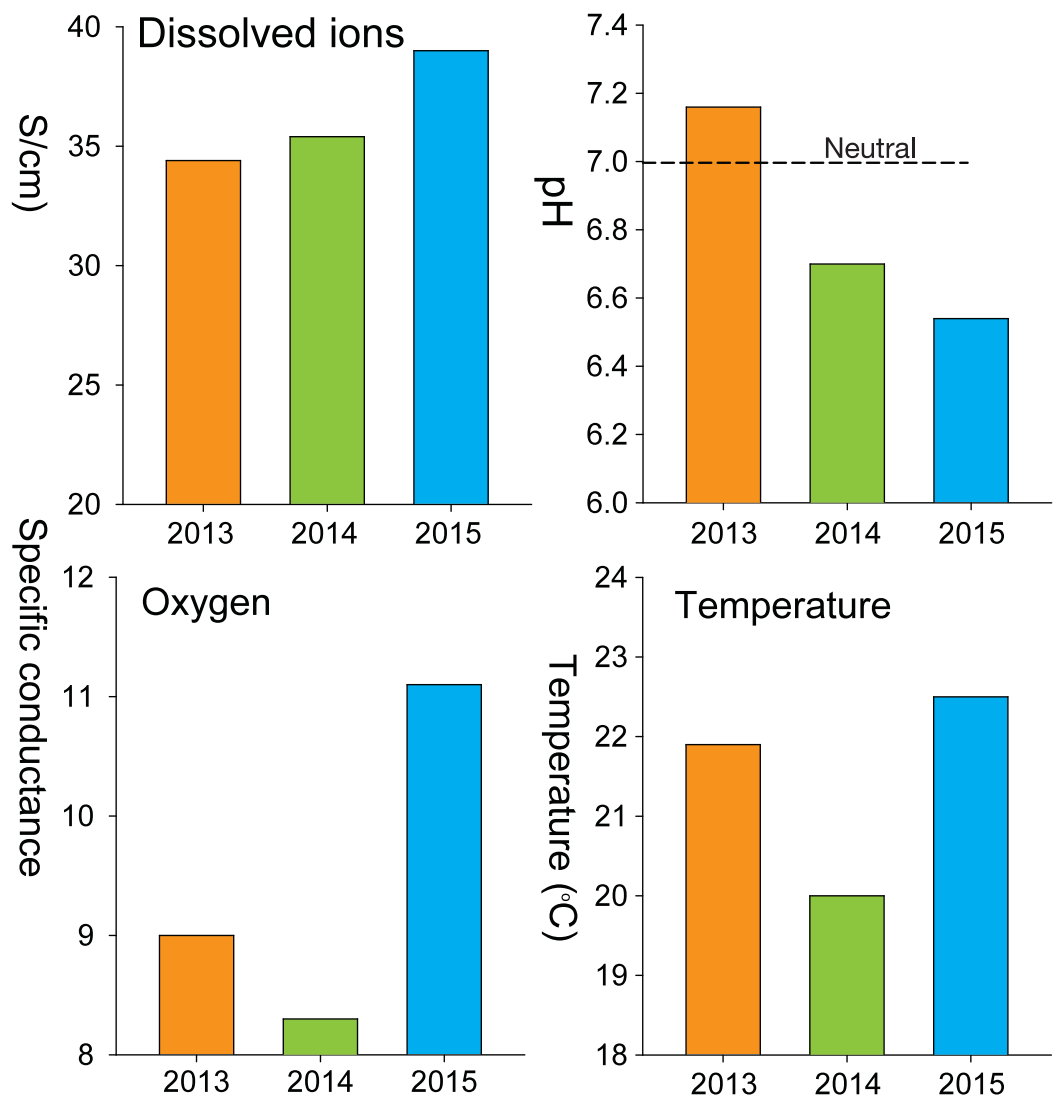 Dissolved ions
S/cm)
40
35
30
25
20
2013 2014 2015
pH
7.4
7.2
7.0
6.8
6.6
6.4
6.2
6.0
Neutral
2013 2014 2015
Specific conductance
Oxygen
12
11
10
9
8
2013 2014 2015
Temperature
Temperature (°C)
24
23
22
21
20
19
18
2013 2014 2015